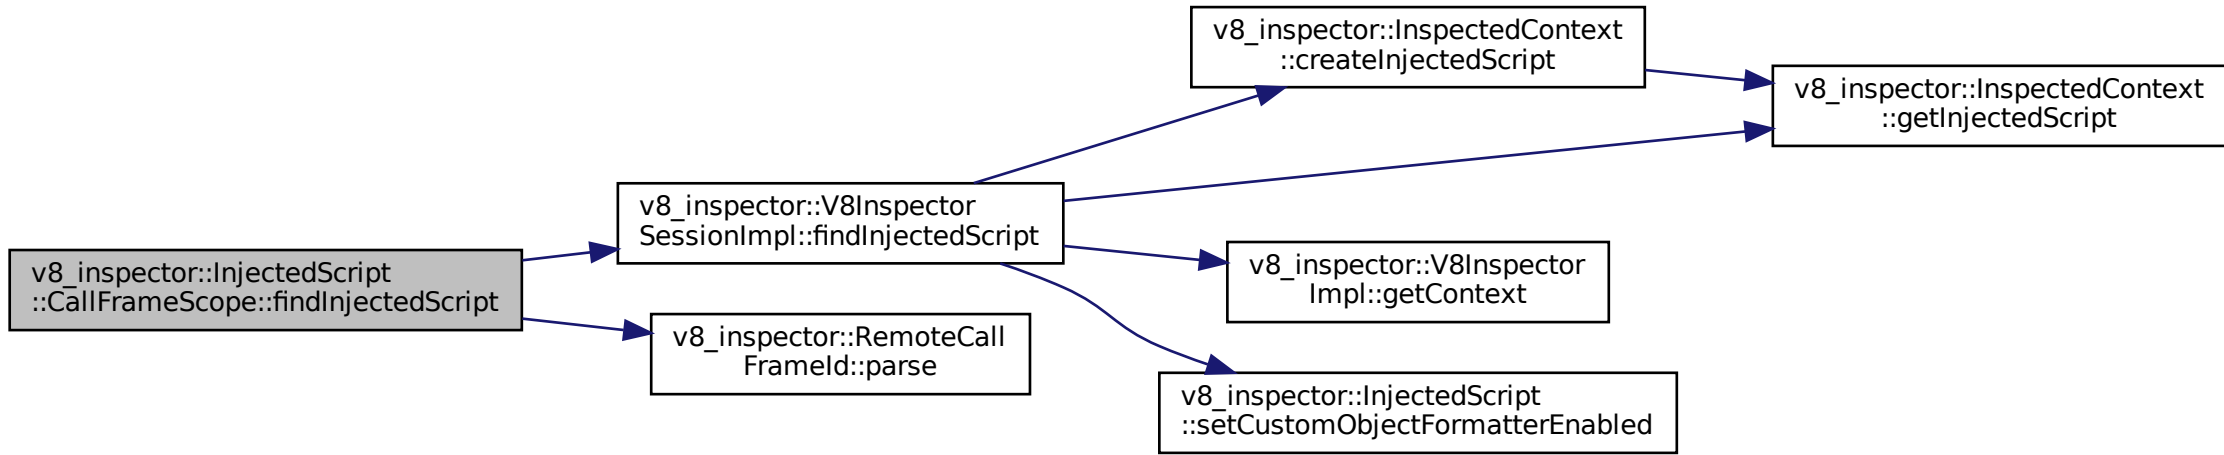 v8_inspector::InjectedScript
::CallFrameScope::findInjectedScript
v8_inspector::V8Inspector
SessionImpl::findInjectedScript
v8_inspector::RemoteCall
FrameId::parse
v8_inspector::InspectedContext
::createInjectedScript
v8_inspector::InspectedContext
::getInjectedScript
v8_inspector::V8Inspector
Impl::getContext
v8_inspector::InjectedScript
::setCustomObjectFormatterEnabled